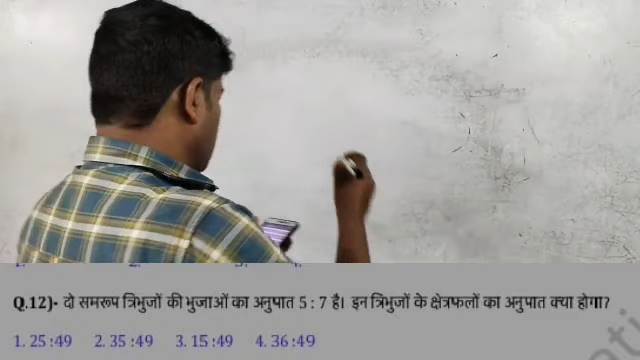 Q.12)- दो समरूप त्रिभुजों की भुजाओं का अनुपात 5 : 7 है। इन त्रिभुजों के क्षेत्रफलों का अनुपात क्या होगा?
1. 25 :49 2. 35 :49 3. 15 :49 4. 36 :49